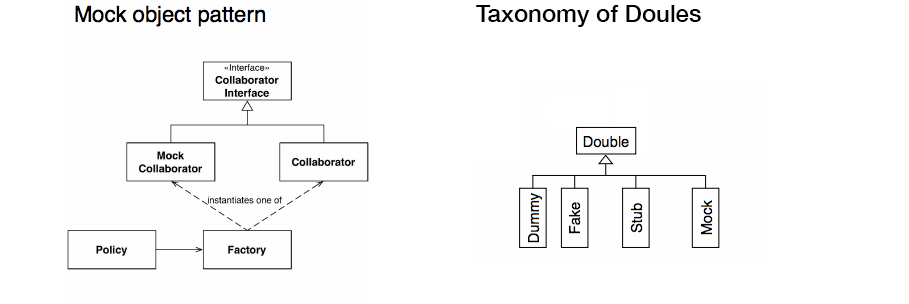 Mock object pattern
«Interface»
Collaborator
Interface
Mock
Collaborator
Collaborator
instantiates one of
Policy
Factory
Taxonomy of Doules
Double
Dummy
Fake
Stub
Mock